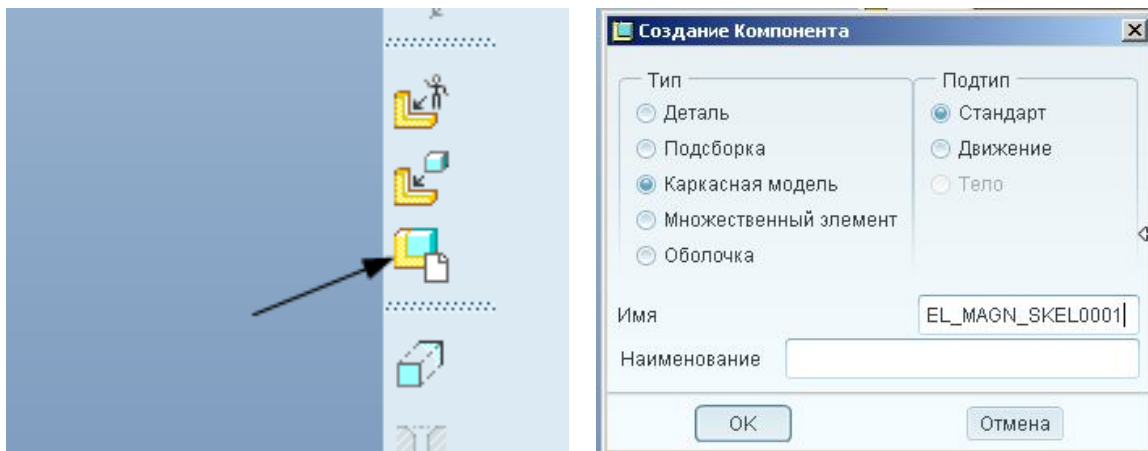 Создание Компонента
Тип
Подтип
Деталь
Стандарт
Подсборка
Движение
Каркасная модель
Тело
Множественный элемент
Оболочка
Имя
EL_MAGN_SKEL0001
Наименование
OK
Отмена